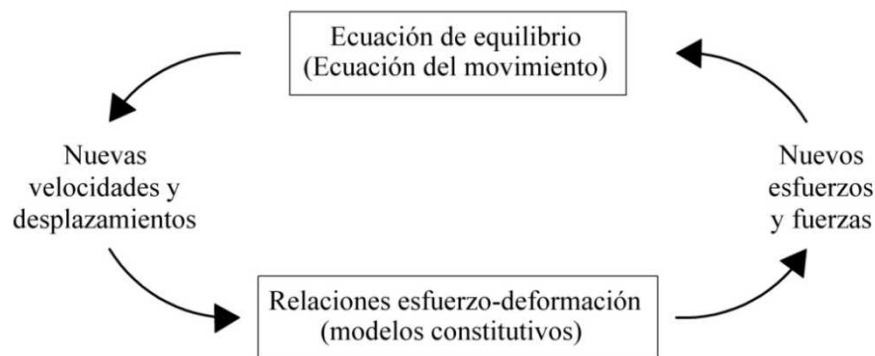 Ecuación de equilibrio
(Ecuación del movimiento)
Nuevas
velocidades y
desplazamientos
Nuevos
esfuerzos
y fuerzas
Relaciones esfuerzo-deformación
(modelos constitutivos)